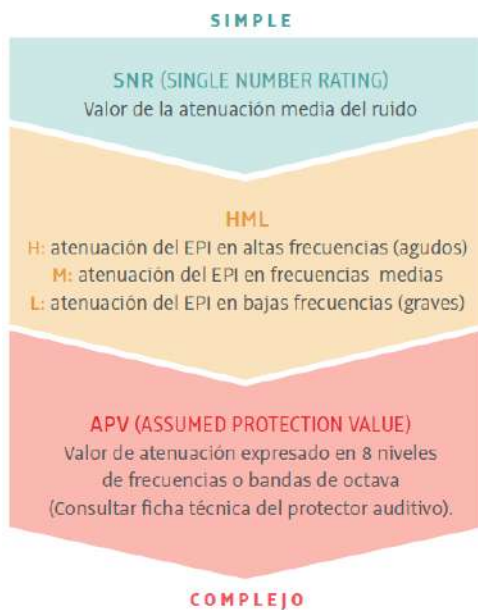 SIMPLE
SNR (SINGLE NUMBER RATING)
Valor de la atenuación media del ruido
HML
H: atenuación del EPI en altas frecuencias (agudos)
M: atenuación del EPI en frecuencias medias
L: atenuación del EPI en bajas frecuencias (graves)
APV (ASSUMED PROTECTION VALUE)
Valor de atenuación expresado en 8 niveles
de frecuencias o bandas de octava
(Consultar ficha técnica del protector auditivo).
COMPLEJO